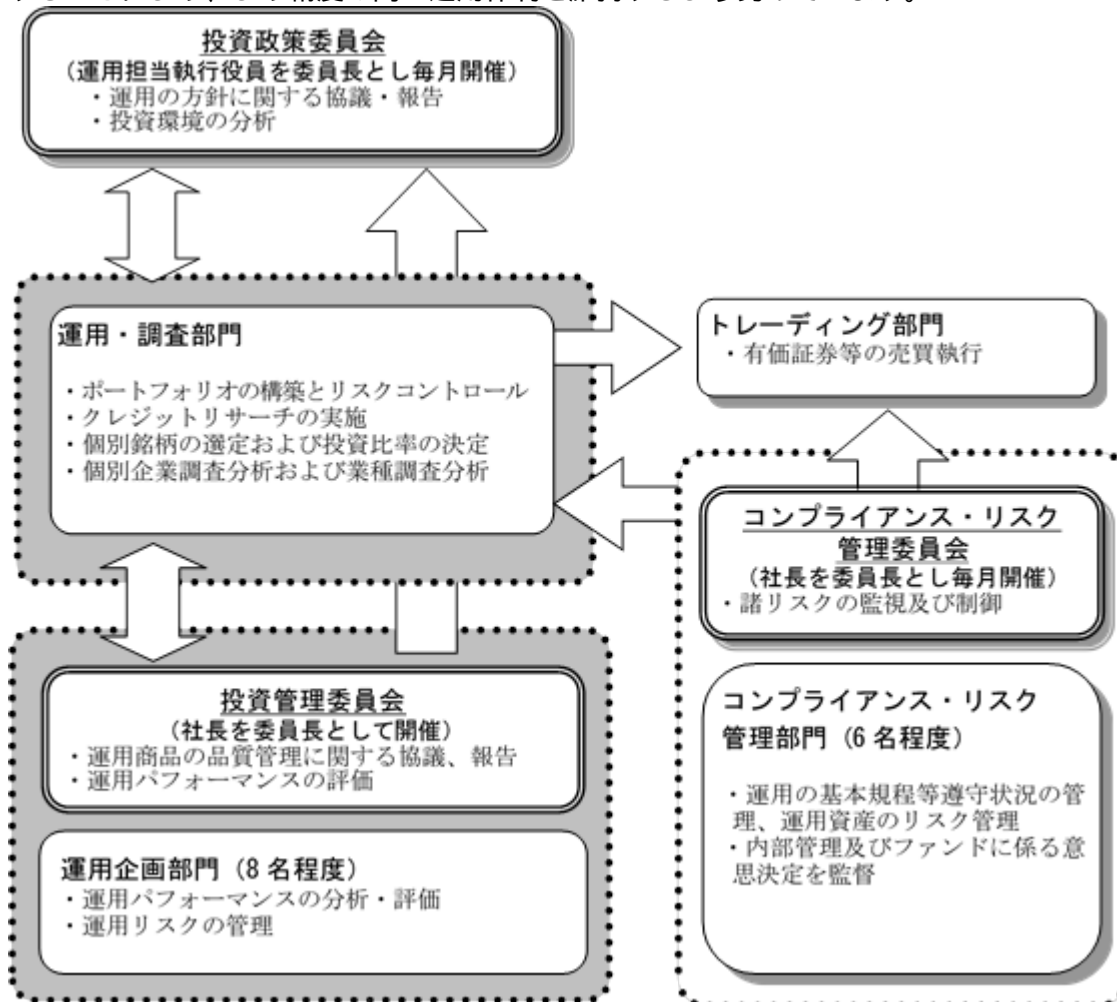 投資政策委員会
(運用担当執行役員を委員長とし毎月開催)
・運用の方針に関する協議・報告
・投資環境の分析
運用・調査部門
・ポートフォリオの構築とリスクコントロール
・クレジットリサーチの実施
・個別銘柄の選定および投資比率の決定
・個別企業調査分析および業種調査分析
トレーディング部門
・有価証券等の売買執行
コンプライアンス・リスク
管理委員会
(社長を委員長とし毎月開催)
・諸リスクの監視及び制御
投資管理委員会
(社長を委員長として開催)
・運用商品の品質管理に関する協議、報告
・運用パフォーマンスの評価
運用企画部門(8名程度)
・運用パフォーマンスの分析・評価
・運用リスクの管理
コンプライアンス・リスク
管理部門(6名程度)
・運用の基本規程等遵守状況の管
理、運用資産のリスク管理
・内部管理及びファンドに係る意
思決定を監督